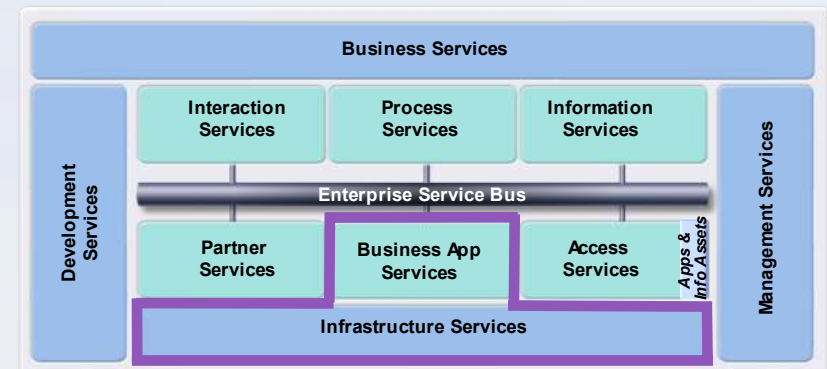 Business Services
Interaction
Services
Process
Services
Information
Services
Development
Services
Management Services
Enterprise Service Bus
Partner
Services
Business App
Services
Access
Services
Apps &
Info Assets
Infrastructure Services